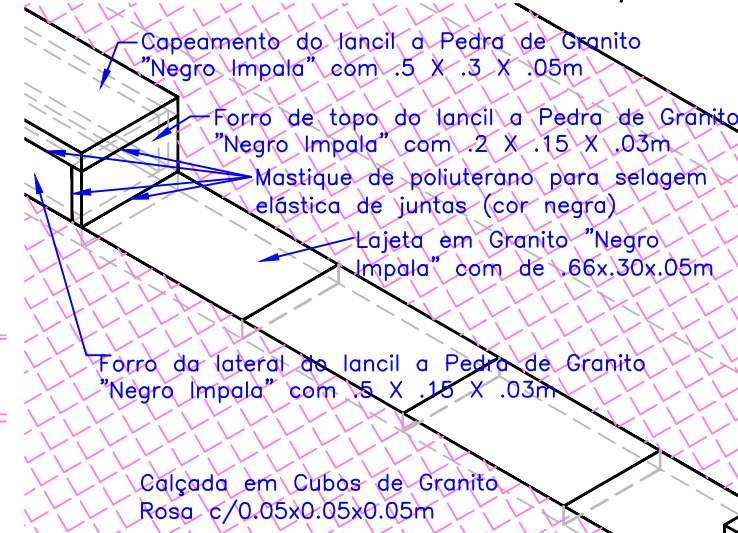 Capeamento do lancil a Pedra de Granito
"Negro Impala" com .5 X .3 X .05m
Forro de topo do lancil a Pedra de Granito
"Negro Impala" com .2 X .15 X .03m
Mastique de poliuterano para selagem
elástica de juntas (cor negra)
Lajeta em Granito "Negro
Impala" com de .66x.30x.05m
Forro da lateral do lancil a Pedra de Granito
"Negro Impala" com .5 X .15 X .03m
Calçada em Cubos de Granito
Rosa c/0.05x0.05x0.05m